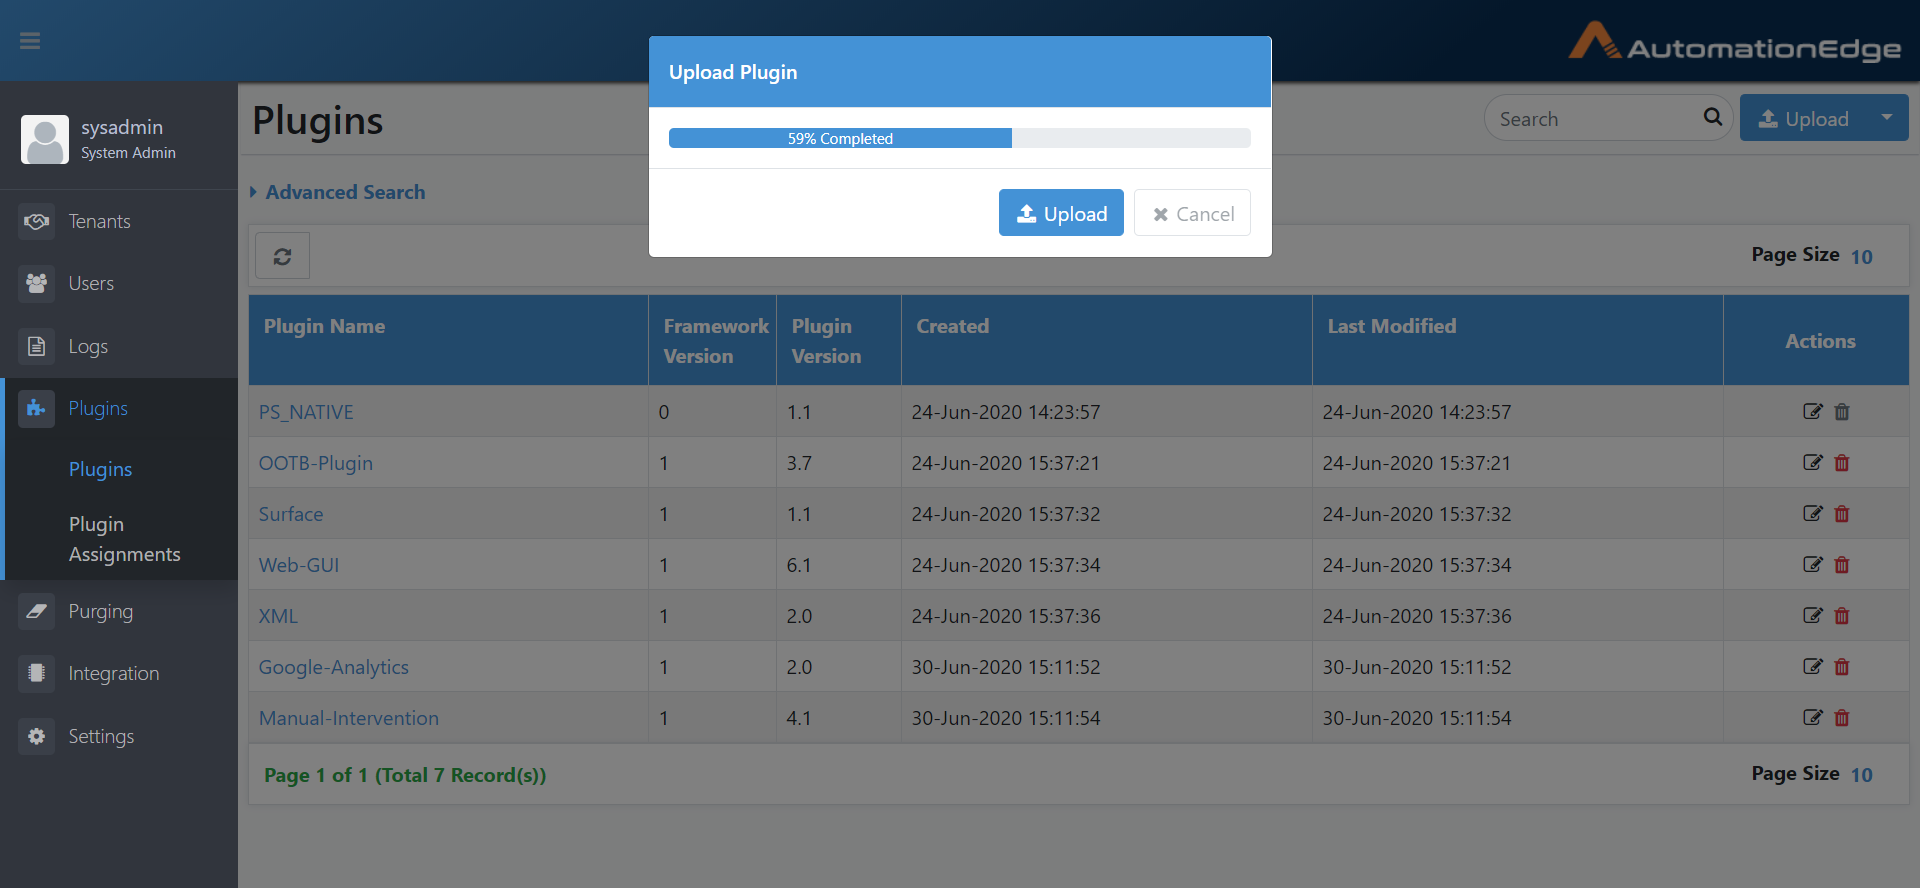 AutomationEdge
Upload Plugin
59% Completed
Upload
Cancel
sysadmin
System Admin
Tenants
Users
Logs
Plugins
Plugins
Plugin
Assignments
Purging
Integration
Settings
Plugins
Search
Upload
Advanced Search
Page Size 10
Plugin Name Framework Version Plugin Version Created Last Modified Actions
PS_NATIVE 0 1.1 24-Jun-2020 14:23:57 24-Jun-2020 14:23:57
OOTB-Plugin 1 3.7 24-Jun-2020 15:37:21 24-Jun-2020 15:37:21
Surface 1 1.1 24-Jun-2020 15:37:32 24-Jun-2020 15:37:32
Web-GUI 1 6.1 24-Jun-2020 15:37:34 24-Jun-2020 15:37:34
XML 1 2.0 24-Jun-2020 15:37:36 24-Jun-2020 15:37:36
Google-Analytics 1 2.0 30-Jun-2020 15:11:52 30-Jun-2020 15:11:52
Manual-Intervention 1 4.1 30-Jun-2020 15:11:54 30-Jun-2020 15:11:54
Page 1 of 1 (Total 7 Record(s))
Page Size 10